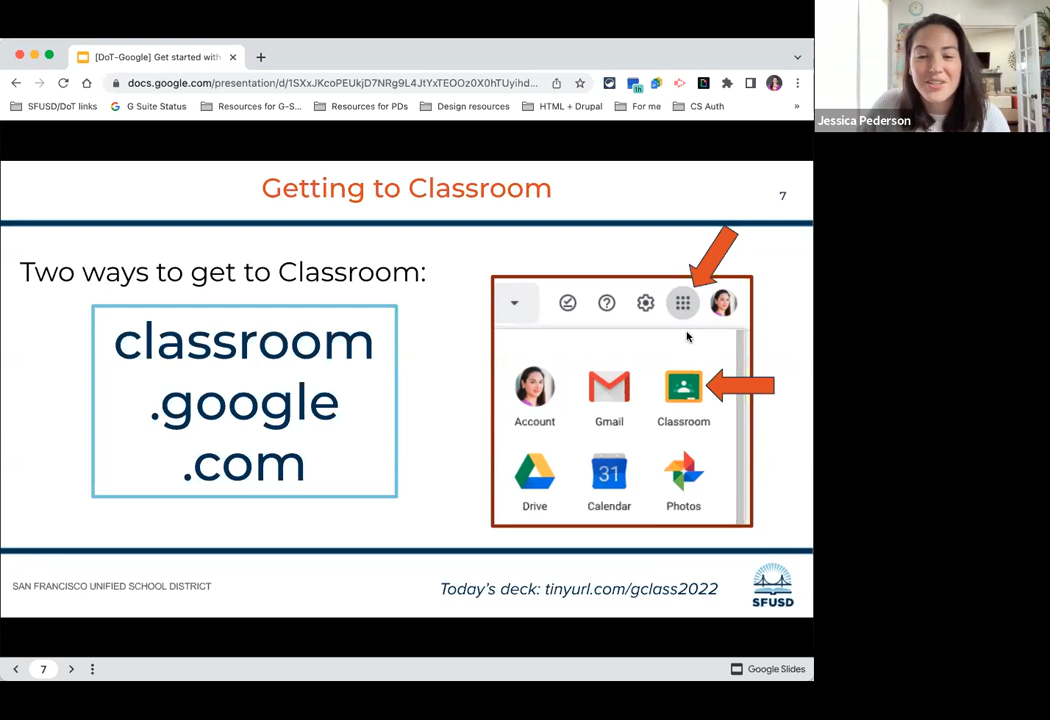 [DoT-Google] Get started with
docs.google.com/presentation/d/1SXxJKcoPEUkjD7NRg9L4JtYxTEOOz0X0hTUyihd...
SFUSD/DoT links
G Suite Status
Resources for G-S...
Resources for PDs
Design resources
HTML + Drupal
For me
CS Auth
»
1h
Jessica Pederson
Getting to Classroom
7
Two ways to get to Classroom:
classroom
.google
.com
Account
Gmail
Classroom
31
Drive
Calendar
Photos
SAN FRANCISCO UNIFIED SCHOOL DISTRICT
Today's deck: tinyurl.com/gclass2022
SFUSD
7
Google Slides